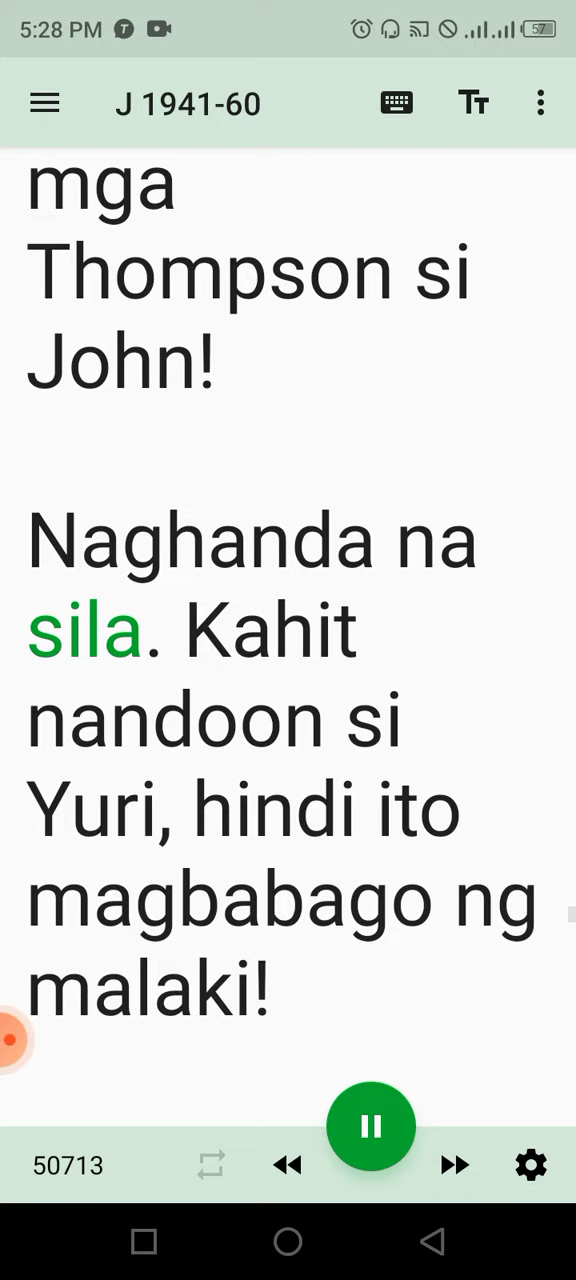 5:28 PM
57
J 1941-60
mga
Thompson si
John!
Naghanda na
sila. Kahit
nandoon si
Yuri, hindi ito
magbabago ng
malaki!
50713